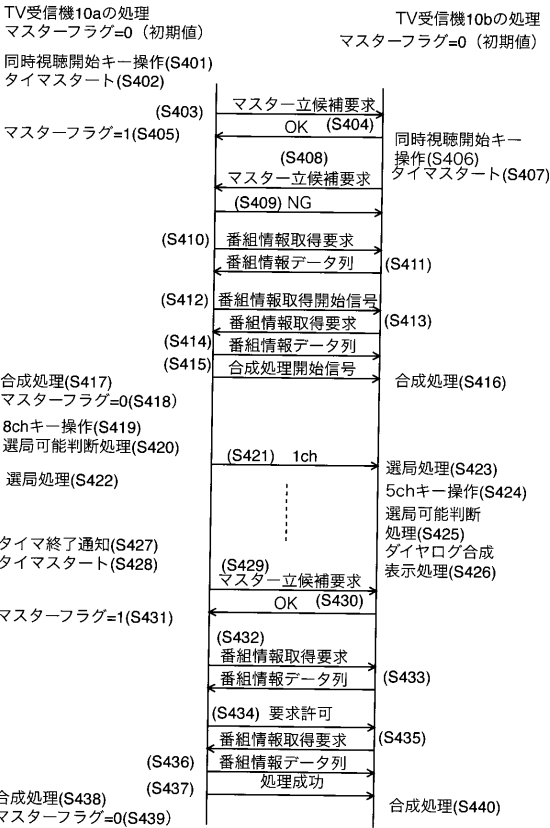 TV受信機10aの処理
マスターフラグ=0（初期値）
TV受信機10bの処理
マスターフラグ=0（初期値）
同時視聴開始キー操作(S401)
タイマスタート(S402)
(S403)
マスター立候補要求
OK (S404)
マスターフラグ=1(S405)
同時視聴開始キー
操作(S406)
タイマスタート(S407)
(S408)
マスター立候補要求
(S409) NG
(S410) 番組情報取得要求
番組情報データ列 (S411)
(S412) 番組情報取得開始信号
番組情報取得要求 (S413)
(S414) 番組情報データ列
(S415) 合成処理開始信号
合成処理(S417)
合成処理(S416)
マスターフラグ=0(S418)
8chキー操作(S419)
選局可能判断処理(S420)
(S421) 1ch
選局処理(S423)
選局処理(S422)
5chキー操作(S424)
選局可能判断
処理(S425)
ダイヤログ合成
表示処理(S426)
タイマ終了通知(S427)
タイマスタート(S428)
(S429)
マスター立候補要求
OK (S430)
マスターフラグ=1(S431)
(S432)
番組情報取得要求
番組情報データ列 (S433)
(S434) 要求許可
番組情報取得要求 (S435)
(S436) 番組情報データ列
(S437) 処理成功
合成処理(S438)
マスターフラグ=0(S439)
合成処理(S440)